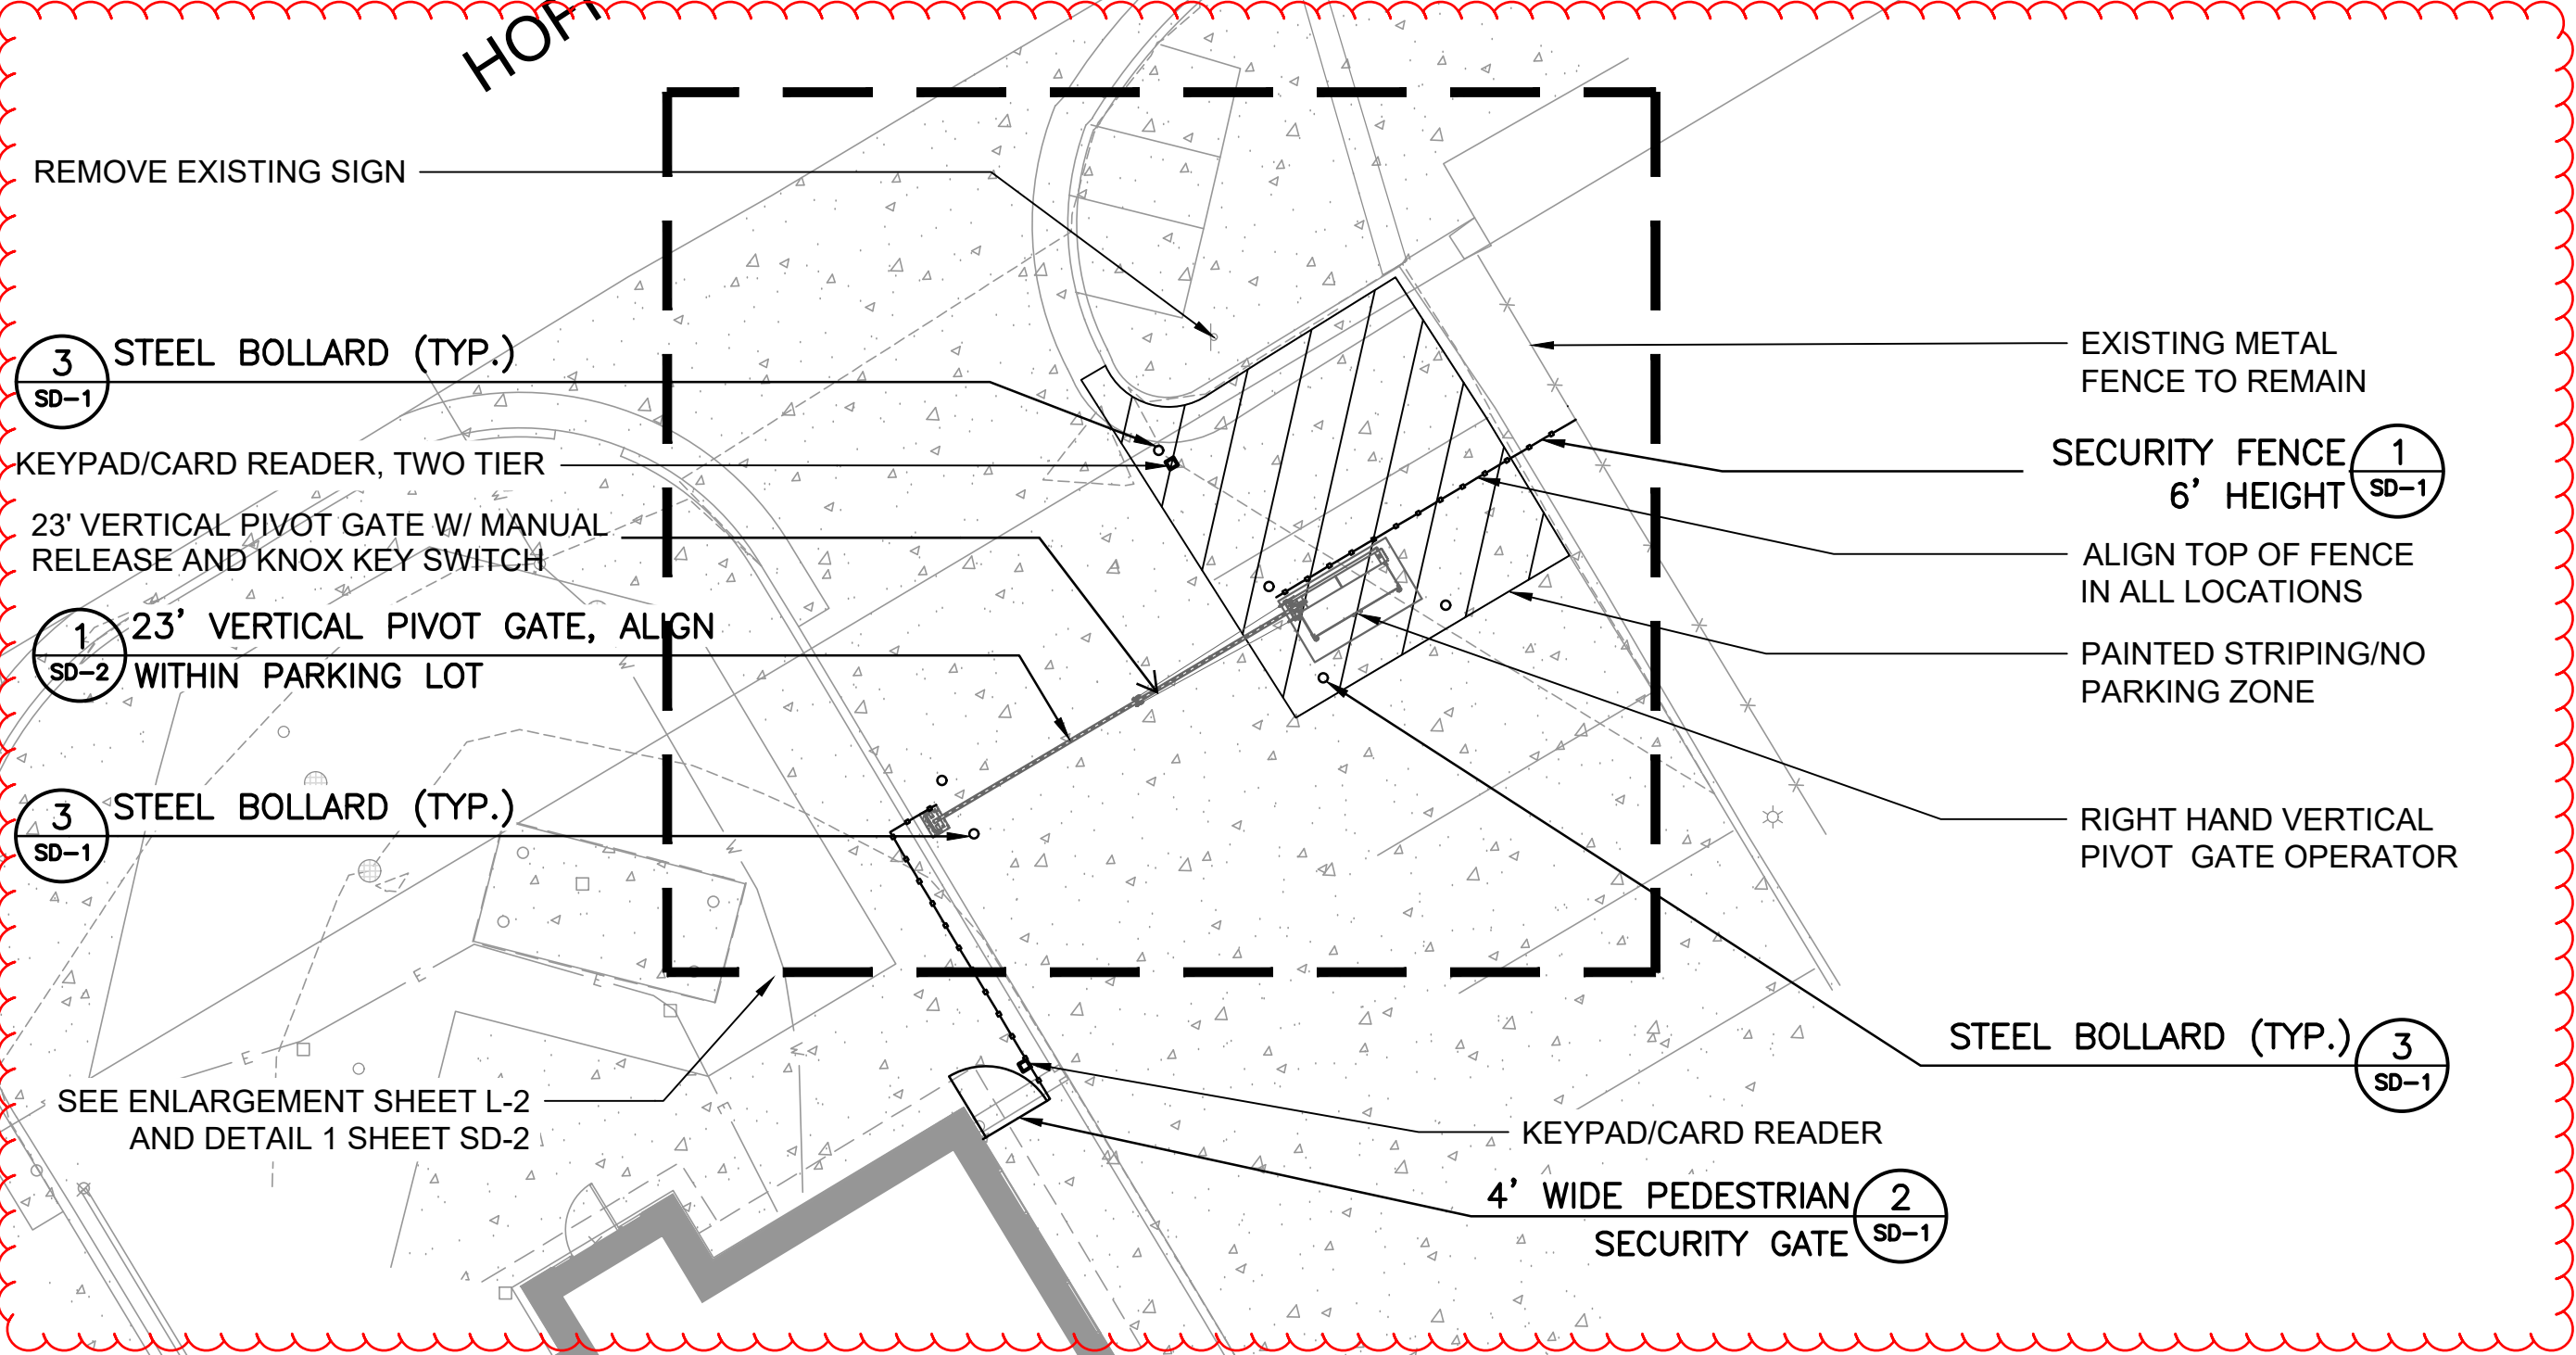 REMOVE EXISTING SIGN
3
SD-1
STEEL BOLLARD (TYP.)
KEYPAD/CARD READER, TWO TIER
23' VERTICAL PIVOT GATE W/ MANUAL
RELEASE AND KNOX KEY SWITCH
1
SD-2
23' VERTICAL PIVOT GATE, ALIGN
WITHIN PARKING LOT
3
SD-1
STEEL BOLLARD (TYP.)
SEE ENLARGEMENT SHEET L-2
AND DETAIL 1 SHEET SD-2
EXISTING METAL
FENCE TO REMAIN
SECURITY FENCE
6' HEIGHT
1
SD-1
ALIGN TOP OF FENCE
IN ALL LOCATIONS
PAINTED STRIPING/NO
PARKING ZONE
RIGHT HAND VERTICAL
PIVOT GATE OPERATOR
STEEL BOLLARD (TYP.)
3
SD-1
KEYPAD/CARD READER
4' WIDE PEDESTRIAN
SECURITY GATE
2
SD-1
E
E
E
E